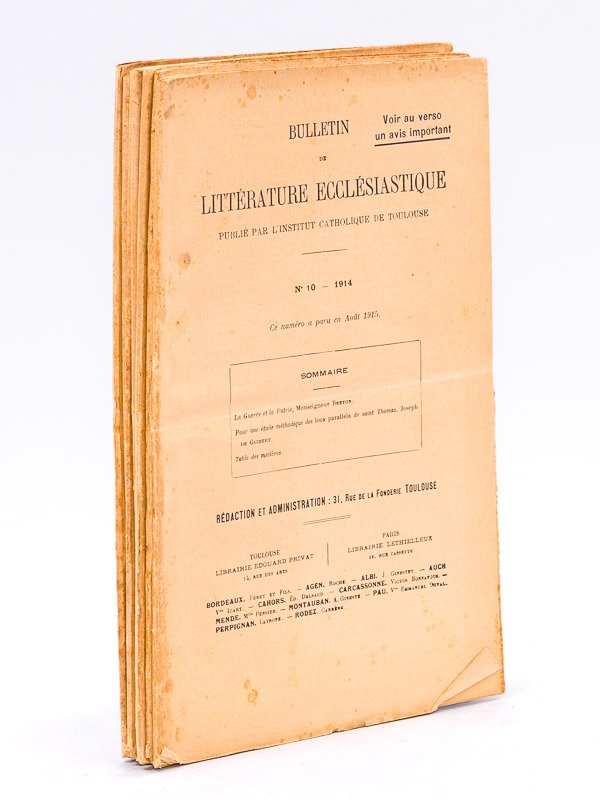 BULLETIN
Voir au verso
un avis important
DE
LITTÉRATURE ECCLÉSIASTIQUE
PUBLIÉ PAR L'INSTITUT CATHOLIQUE DE TOULOUSE
N° 10 — 1914
Ce numéro a paru en Août 1915.
SOMMAIRE
La Guerre et la Patrie, Monseigneur BRETON.
Pour une étude méthodique des loca parallela de saint Thomas, Joseph
DE GUIBERT.
Table des matières.
RÉDACTION ET ADMINISTRATION : 31, RUE DE LA FONDERIE TOULOUSE
TOULOUSE
LIBRAIRIE EDOUARD PRIVAT
14, RUE DES ARTS
PARIS
LIBRAIRIE LETHIELLEUX
10, RUE CASSETTE
BORDEAUX, FERET ET FILS. — AGEN, ROCHE. — ALBI, J. GINESTET. — AUCH
Vve ICART. — CAHORS, ED. DELSAUD. — CARCASSONNE, VICTOR BONNAFOUS. —
MENDE, Mme PENSIER. — MONTAUBAN, A. GINESTE. — PAU, Vve EMMANUEL DUVAL.
PERPIGNAN, LATROPE. — RODEZ, CARRÈRE.